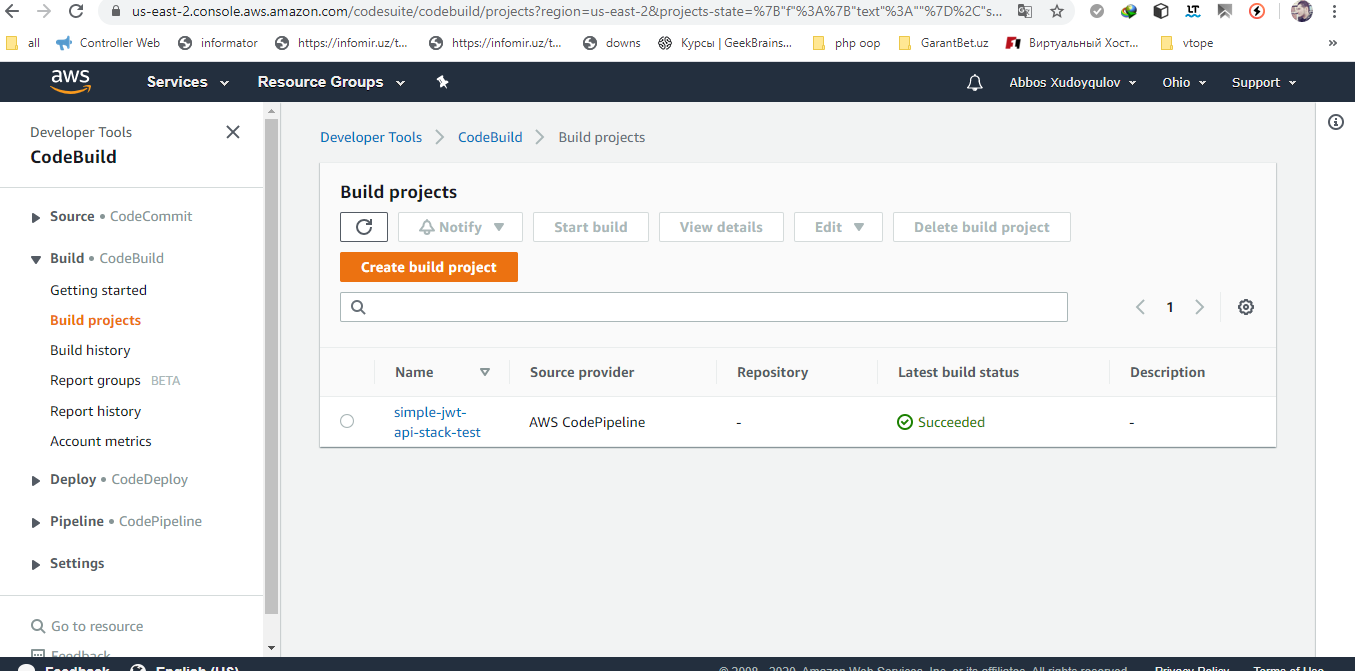 us-east-2.console.aws.amazon.com/codesuite/codebuild/projects?region=us-east-2&projects-state=%7B"f"%3A%7B"text"%3A""%7D%2C"s...
all
Controller Web
informator
https://infomir.uz/t...
https://infomir.uz/t...
downs
Курсы | GeekBrains...
php oop
GarantBet.uz
Виртуальный Хост...
vtope
»
aws
Services
Resource Groups
Abbos Xudoyqulov
Ohio
Support
Developer Tools
CodeBuild
Source • CodeCommit
Build • CodeBuild
Getting started
Build projects
Build history
Report groups BETA
Report history
Account metrics
Deploy • CodeDeploy
Pipeline • CodePipeline
Settings
Go to resource
Feedback
Developer Tools
CodeBuild
Build projects
Build projects
Notify
Start build
View details
Edit
Delete build project
Create build project
1
Name
Source provider
Repository
Latest build status
Description
simple-jwt-
api-stack-test
AWS CodePipeline
-
Succeeded
-
Feedback
English (US)
© 2008 - 2020, Amazon Web Services, Inc. or its affiliates. All rights reserved.
Privacy Policy
Terms of Use